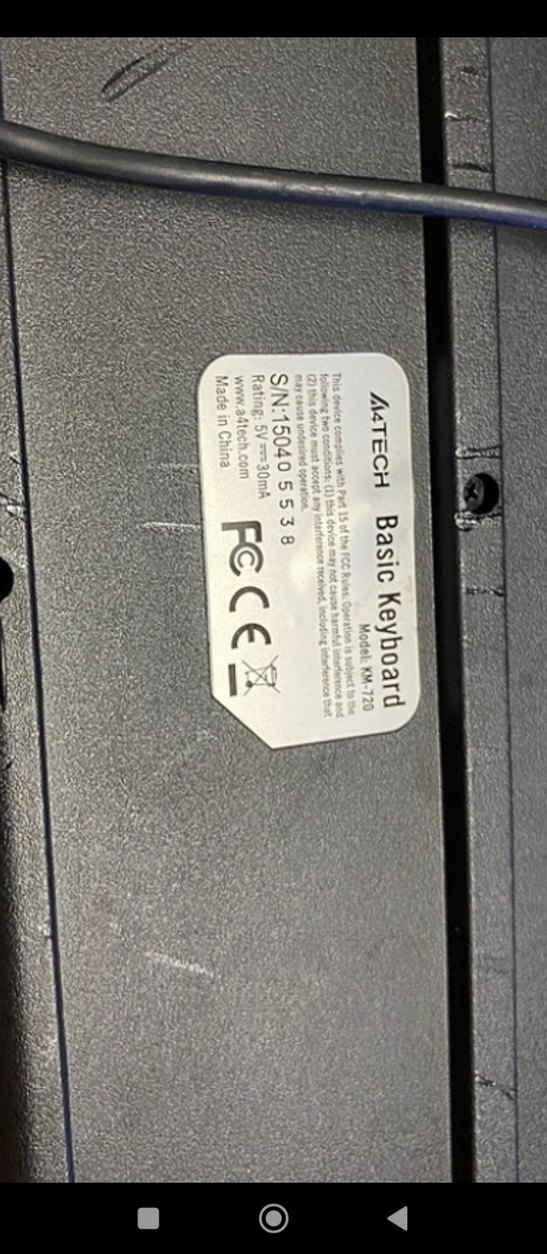 A4TECH Basic Keyboard
Model: KM-720
This device complies with Part 15 of the FCC Rules. Operation is subject to the
following two conditions: (1) this device may not cause harmful interference and
(2) this device must accept any interference received, including interference that
may cause undesired operation.
S/N:15040 5 5 3 8
Rating: 5V⎓30mA
www.a4tech.com
Made in China
FC CE